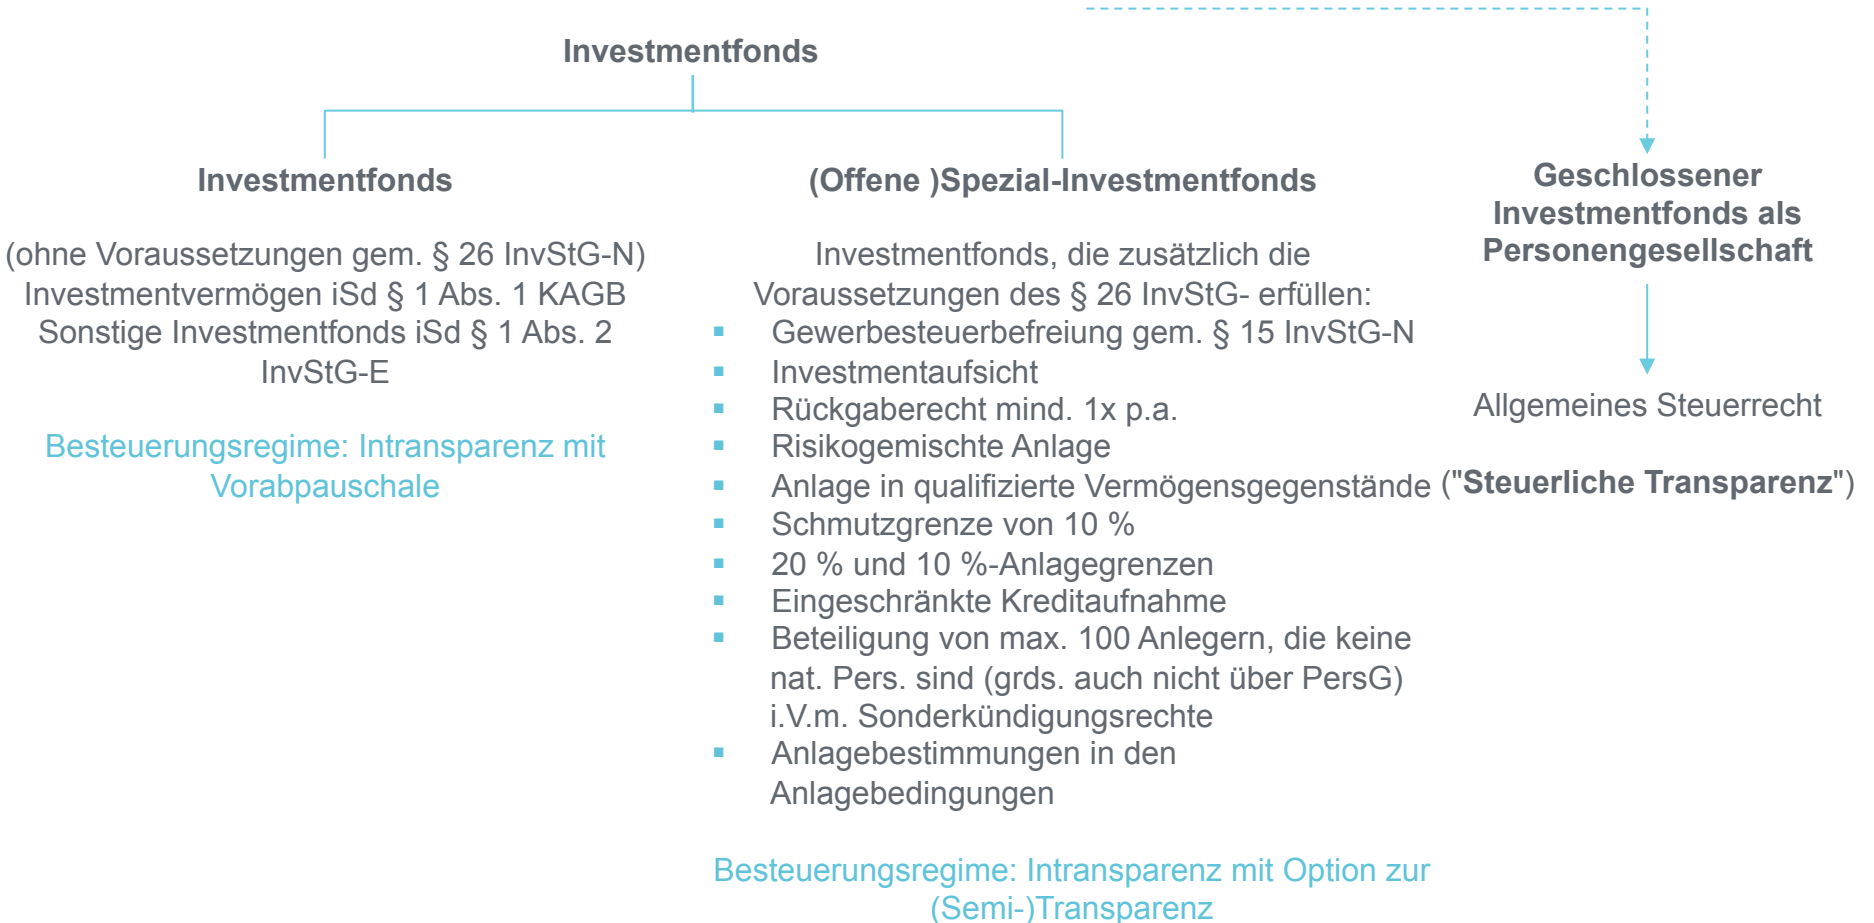 Investmentfonds
Investmentfonds
(ohne Voraussetzungen gem. § 26 InvStG-N)
Investmentvermögen iSd § 1 Abs. 1 KAGB
Sonstige Investmentfonds iSd § 1 Abs. 2
InvStG-E
Besteuerungsregime: Intransparenz mit
Vorabpauschale
(Offene )Spezial-Investmentfonds
Investmentfonds, die zusätzlich die
Voraussetzungen des § 26 InvStG- erfüllen:
▪ Gewerbesteuerbefreiung gem. § 15 InvStG-N
▪ Investmentaufsicht
▪ Rückgaberecht mind. 1x p.a.
▪ Risikogemischte Anlage
▪ Anlage in qualifizierte Vermögensgegenstände
▪ Schmutzgrenze von 10 %
▪ 20 % und 10 %-Anlagegrenzen
▪ Eingeschränkte Kreditaufnahme
▪ Beteiligung von max. 100 Anlegern, die keine
nat. Pers. sind (grds. auch nicht über PersG)
i.V.m. Sonderkündigungsrechte
▪ Anlagebestimmungen in den
Anlagebedingungen
Besteuerungsregime: Intransparenz mit Option zur
(Semi-)Transparenz
Geschlossener
Investmentfonds als
Personengesellschaft
Allgemeines Steuerrecht
("Steuerliche Transparenz")